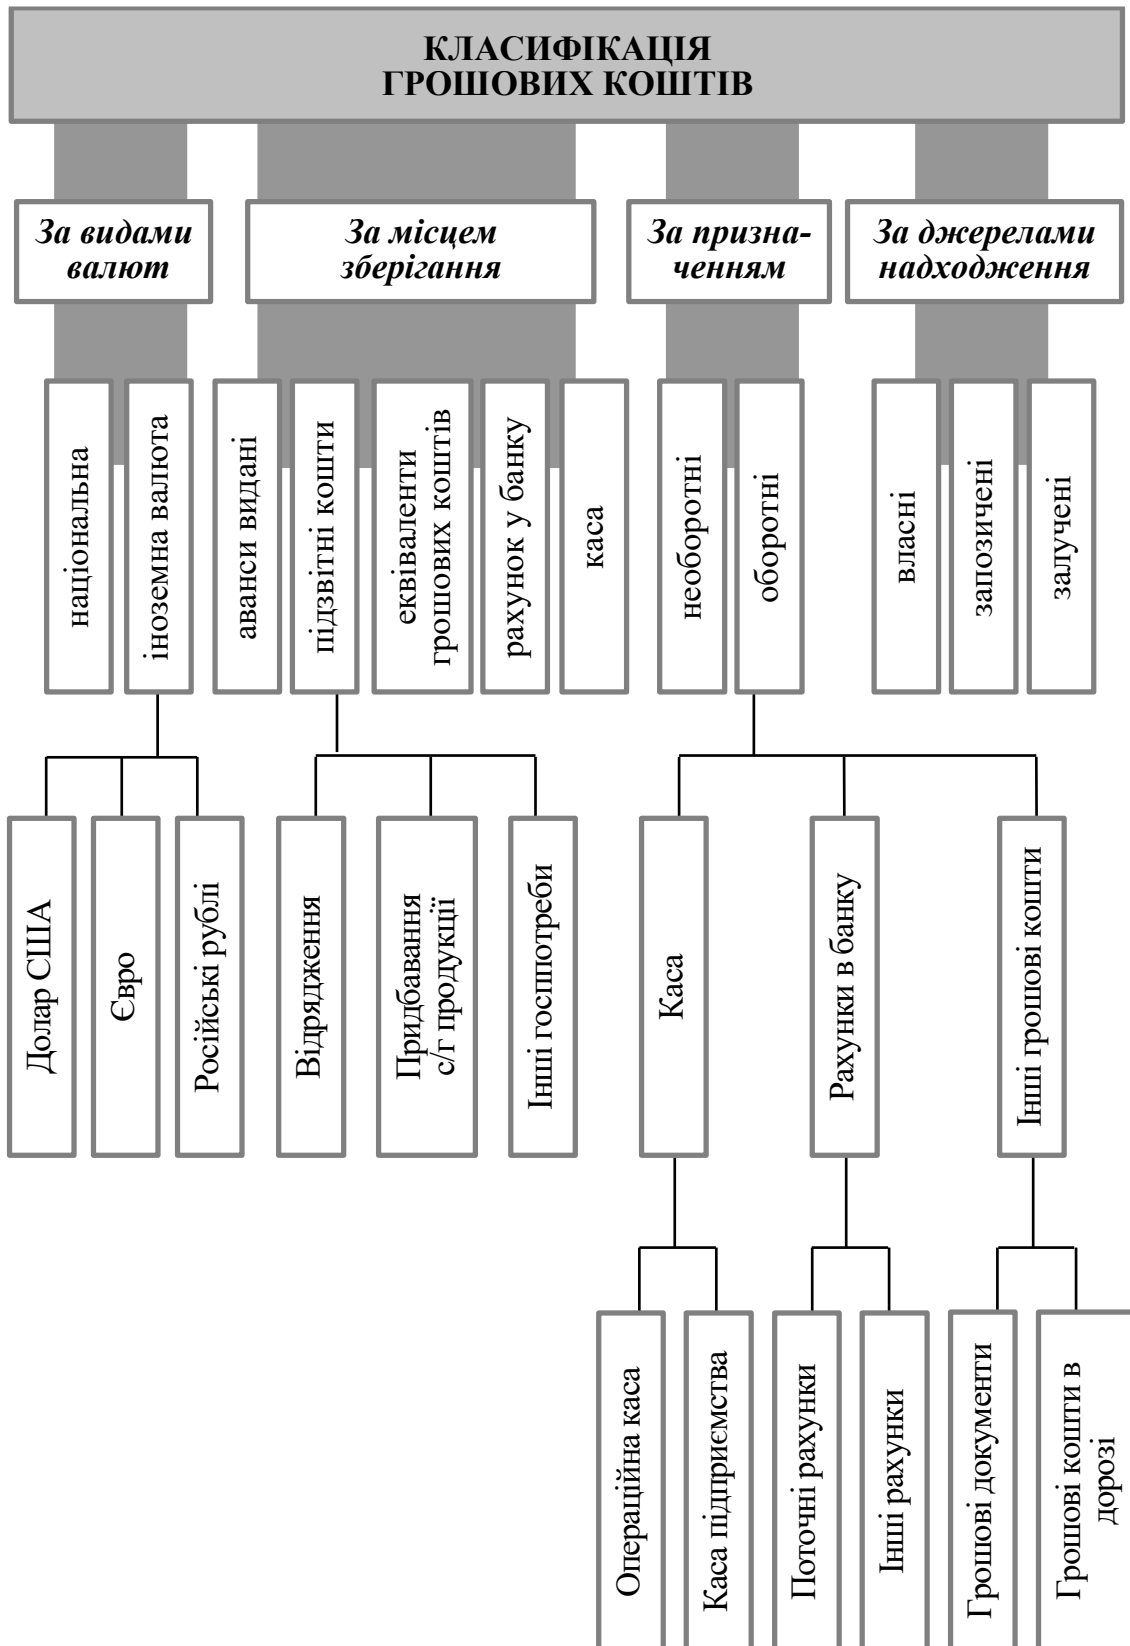 КЛАСИФІКАЦІЯ
ГРОШОВИХ КОШТІВ
За видами
валют
За місцем
зберігання
За призна-
ченням
За джерелами
надходження
національна
іноземна валюта
аванси видані
підзвітні кошти
еквіваленти
грошових коштів
рахунок у банку
каса
необоротні
оборотні
власні
запозичені
залучені
Долар США
Євро
Російські рублі
Відрядження
Придбавання
с/г продукції
Інші госппотреби
Каса
Рахунки в банку
Інші грошові кошти
Операційна каса
Каса підприємства
Поточні рахунки
Інші рахунки
Грошові документи
Грошові кошти в
дорозі